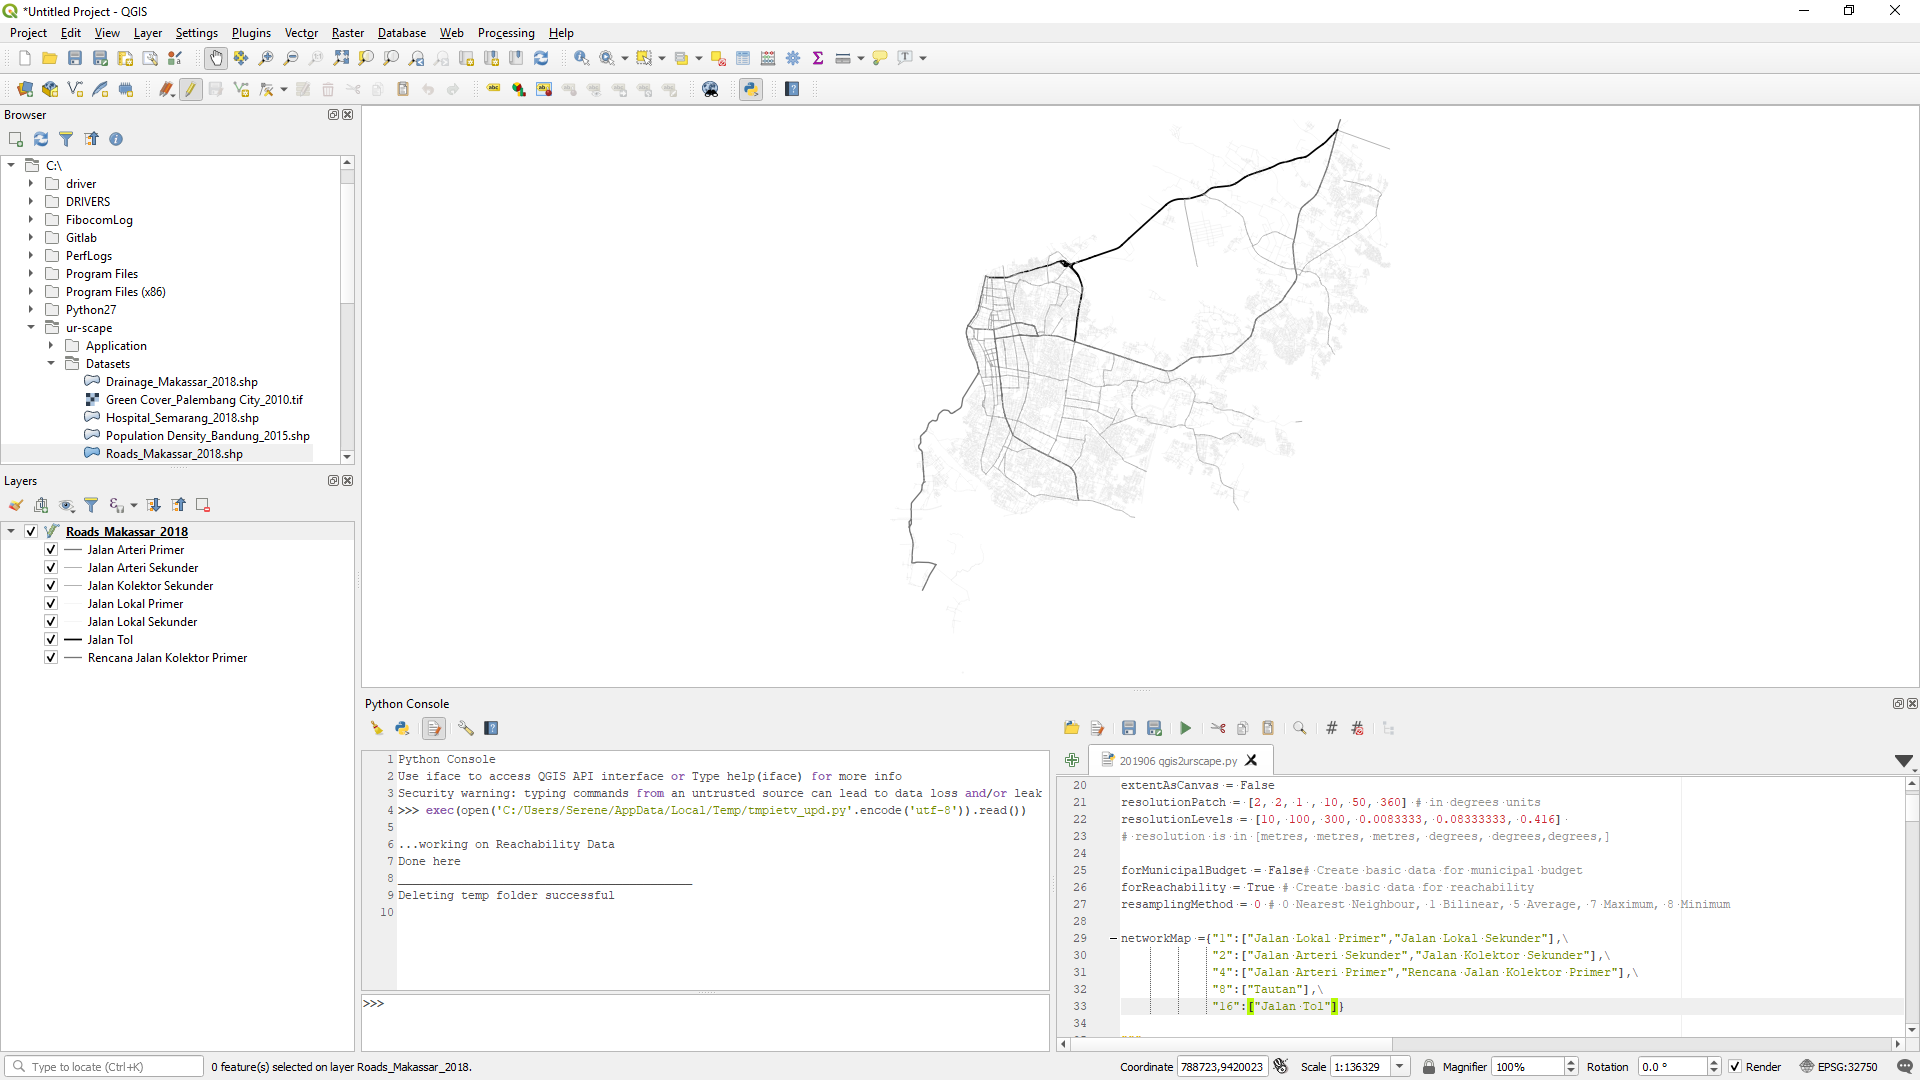 *Untitled Project - QGIS
Project Edit View Layer Settings Plugins Vector Raster Database Web Processing Help
Browser
C:\
driver
DRIVERS
FibocomLog
Gitlab
PerfLogs
Program Files
Program Files (x86)
Python27
ur-scape
Application
Datasets
Drainage_Makassar_2018.shp
Green Cover_Palembang City_2010.tif
Hospital_Semarang_2018.shp
Population Density_Bandung_2015.shp
Roads_Makassar_2018.shp
Layers
Roads_Makassar_2018
Jalan Arteri Primer
Jalan Arteri Sekunder
Jalan Kolektor Sekunder
Jalan Lokal Primer
Jalan Lokal Sekunder
Jalan Tol
Rencana Jalan Kolektor Primer
Python Console
1 Python Console
2 Use iface to access QGIS API interface or Type help(iface) for more info
3 Security warning: typing commands from an untrusted source can lead to data loss and/or leak
4 >>> exec(open('C:/Users/Serene/AppData/Local/Temp/tmpietv_upd.py'.encode('utf-8')).read())
5
6 ...working on Reachability Data
7 Done here
8 ___________________________________________
9 Deleting temp folder successful
10
>>>
201906 qgis2urscape.py
20 extentAsCanvas = False
21 resolutionPatch = [2, 2, 1 , 10, 50, 360] # in degrees units
22 resolutionLevels = [10, 100, 300, 0.0083333, 0.08333333, 0.416]
23 # resolution is in [metres, metres, metres, degrees, degrees,degrees,]
24
25 forMunicipalBudget = False# Create basic data for municipal budget
26 forReachability = True # Create basic data for reachability
27 resamplingMethod = 0 # 0 Nearest Neighbour, 1 Bilinear, 5 Average, 7 Maximum, 8 Minimum
28
29 networkMap ={"1":["Jalan Lokal Primer","Jalan Lokal Sekunder"],\
30 "2":["Jalan Arteri Sekunder","Jalan Kolektor Sekunder"],\
31 "4":["Jalan Arteri Primer","Rencana Jalan Kolektor Primer"],\
32 "8":["Tautan"],\
33 "16":["Jalan Tol"]}
34
Type to locate (Ctrl+K) 0 feature(s) selected on layer Roads_Makassar_2018. Coordinate 788723,9420023 Scale 1:136329 Magnifier 100% Rotation 0.0 ° Render EPSG:32750